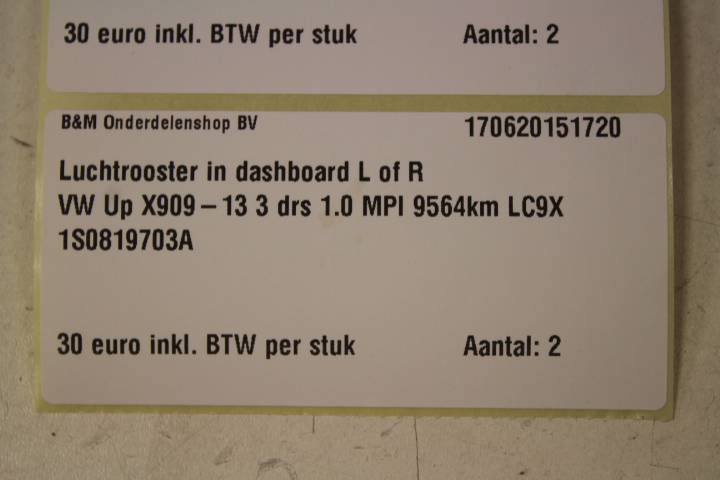 30 euro inkl. BTW per stuk Aantal: 2
B&M Onderdelenshop BV 170620151720
Luchtrooster in dashboard L of R
VW Up X909 – 13 3 drs 1.0 MPI 9564km LC9X
1S0819703A
30 euro inkl. BTW per stuk Aantal: 2